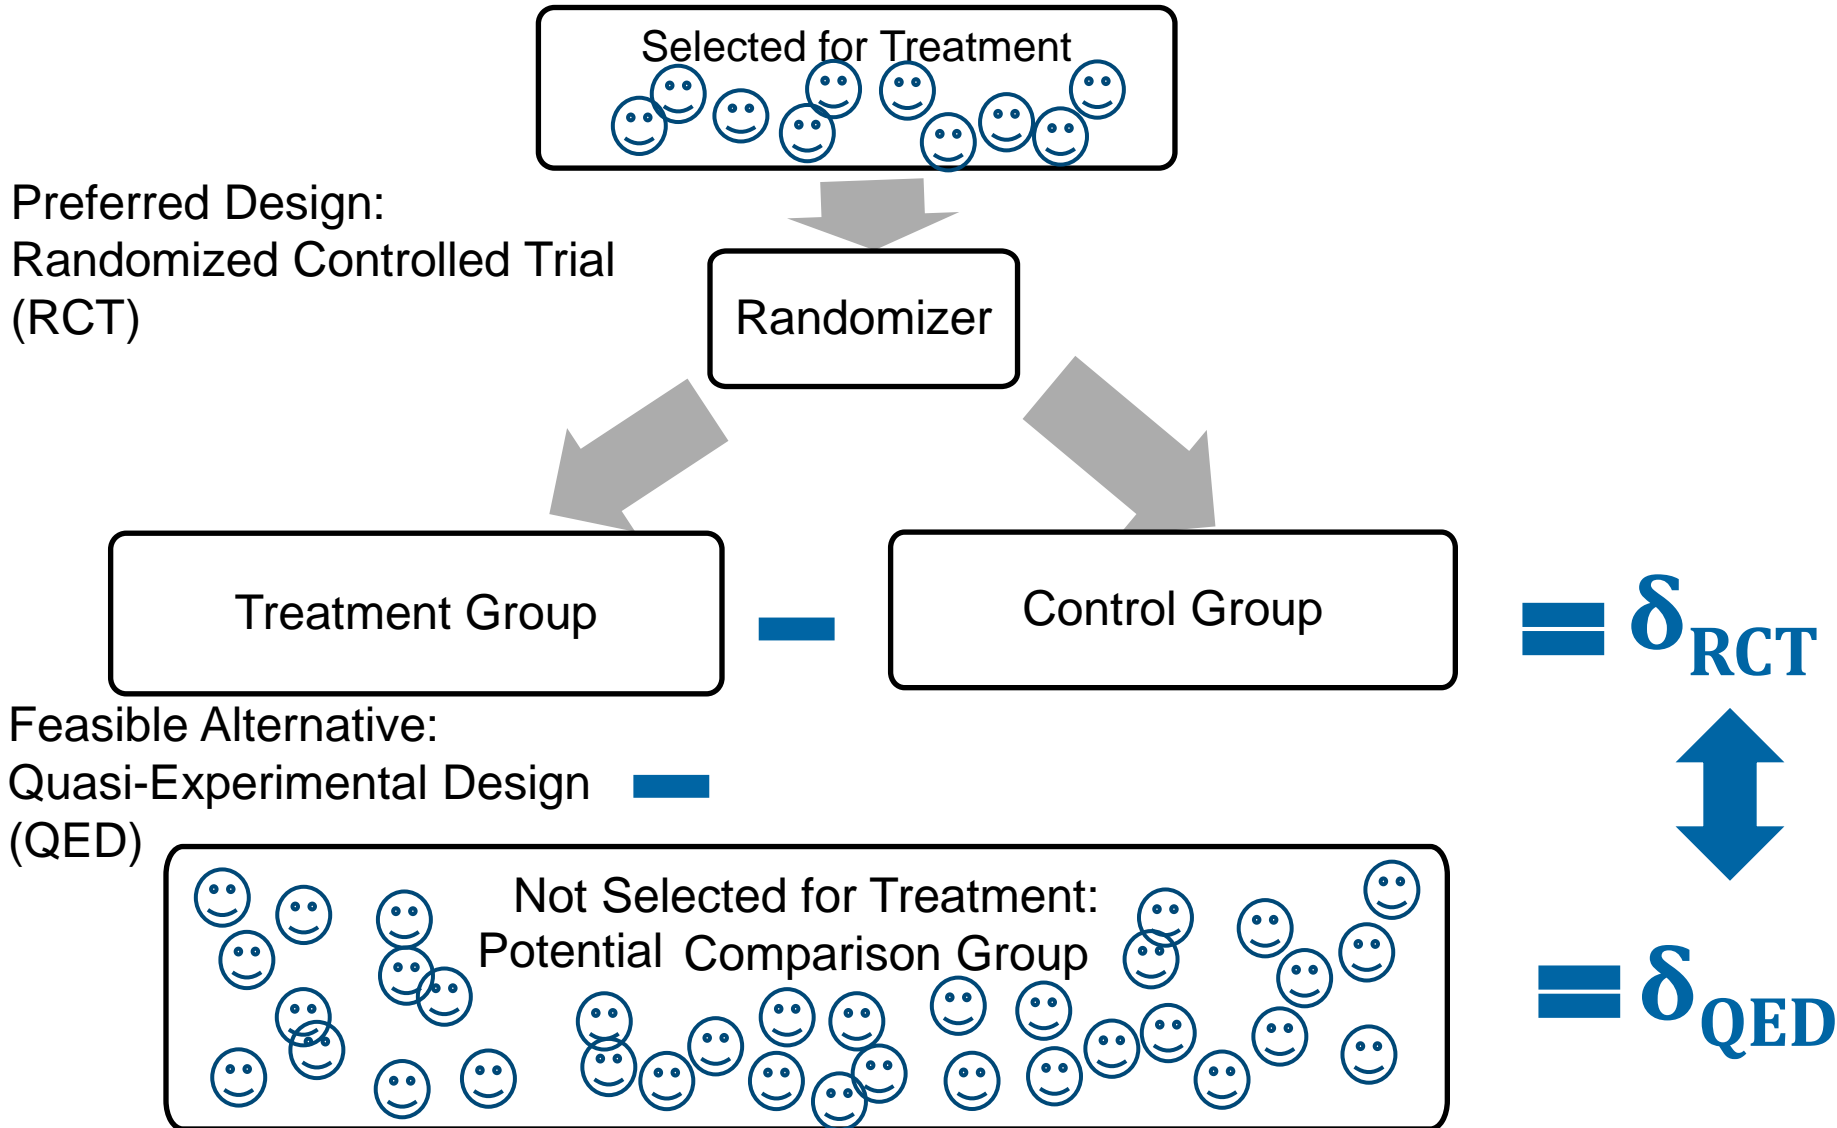 Selected for Treatment
Preferred Design:
Randomized Controlled Trial
(RCT)
Randomizer
Treatment Group
Control Group
= δRCT
Feasible Alternative:
Quasi-Experimental Design
(QED)
Not Selected for Treatment:
Potential Comparison Group
= δQED